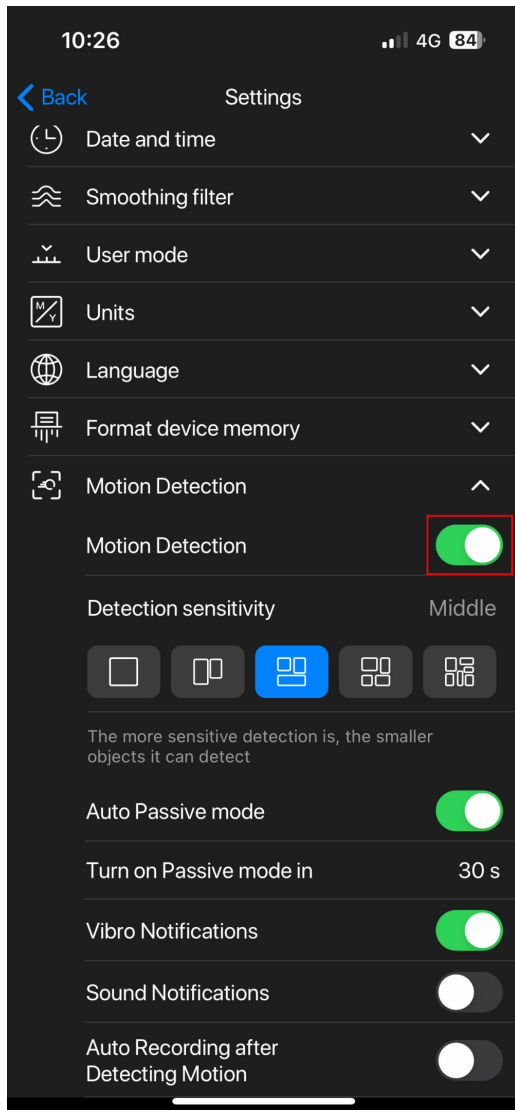 10:26 4G 84
Back Settings
Date and time
Smoothing filter
User mode
M/Y Units
Language
Format device memory
Motion Detection
Motion Detection
Detection sensitivity Middle
The more sensitive detection is, the smaller
objects it can detect
Auto Passive mode
Turn on Passive mode in 30 s
Vibro Notifications
Sound Notifications
Auto Recording after
Detecting Motion